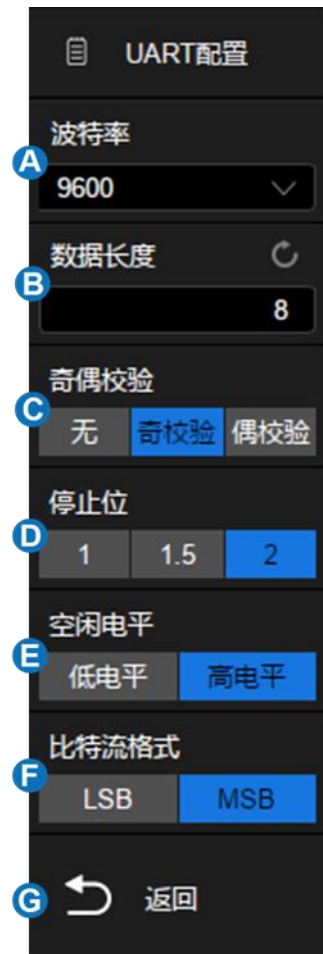 UART配置
波特率
A
9600
数据长度
B
8
奇偶校验
C
无 奇校验 偶校验
停止位
D
1 1.5 2
空闲电平
E
低电平 高电平
比特流格式
F
LSB MSB
G
返回